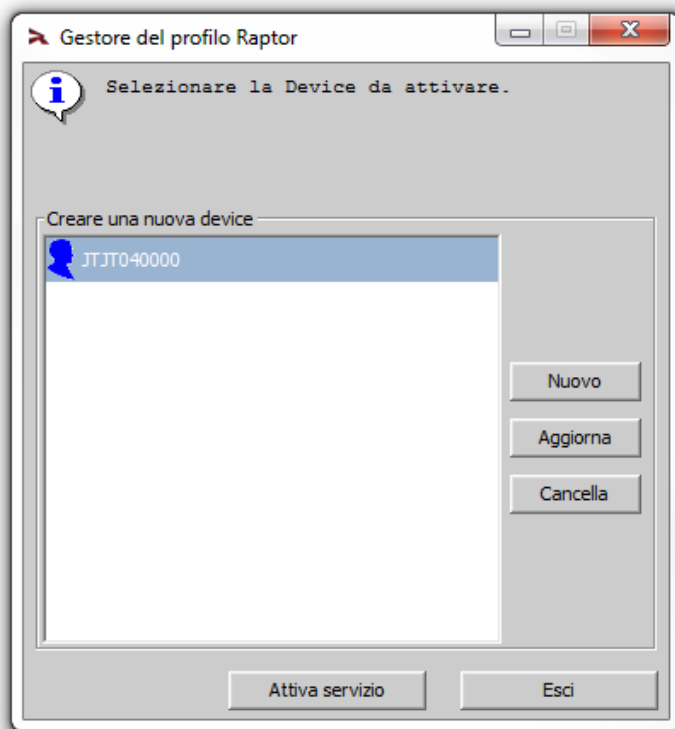 Gestore del profilo Raptor
Selezionare la Device da attivare.
Creare una nuova device
JTJT040000
Nuovo
Aggiorna
Cancella
Attiva servizio
Esci